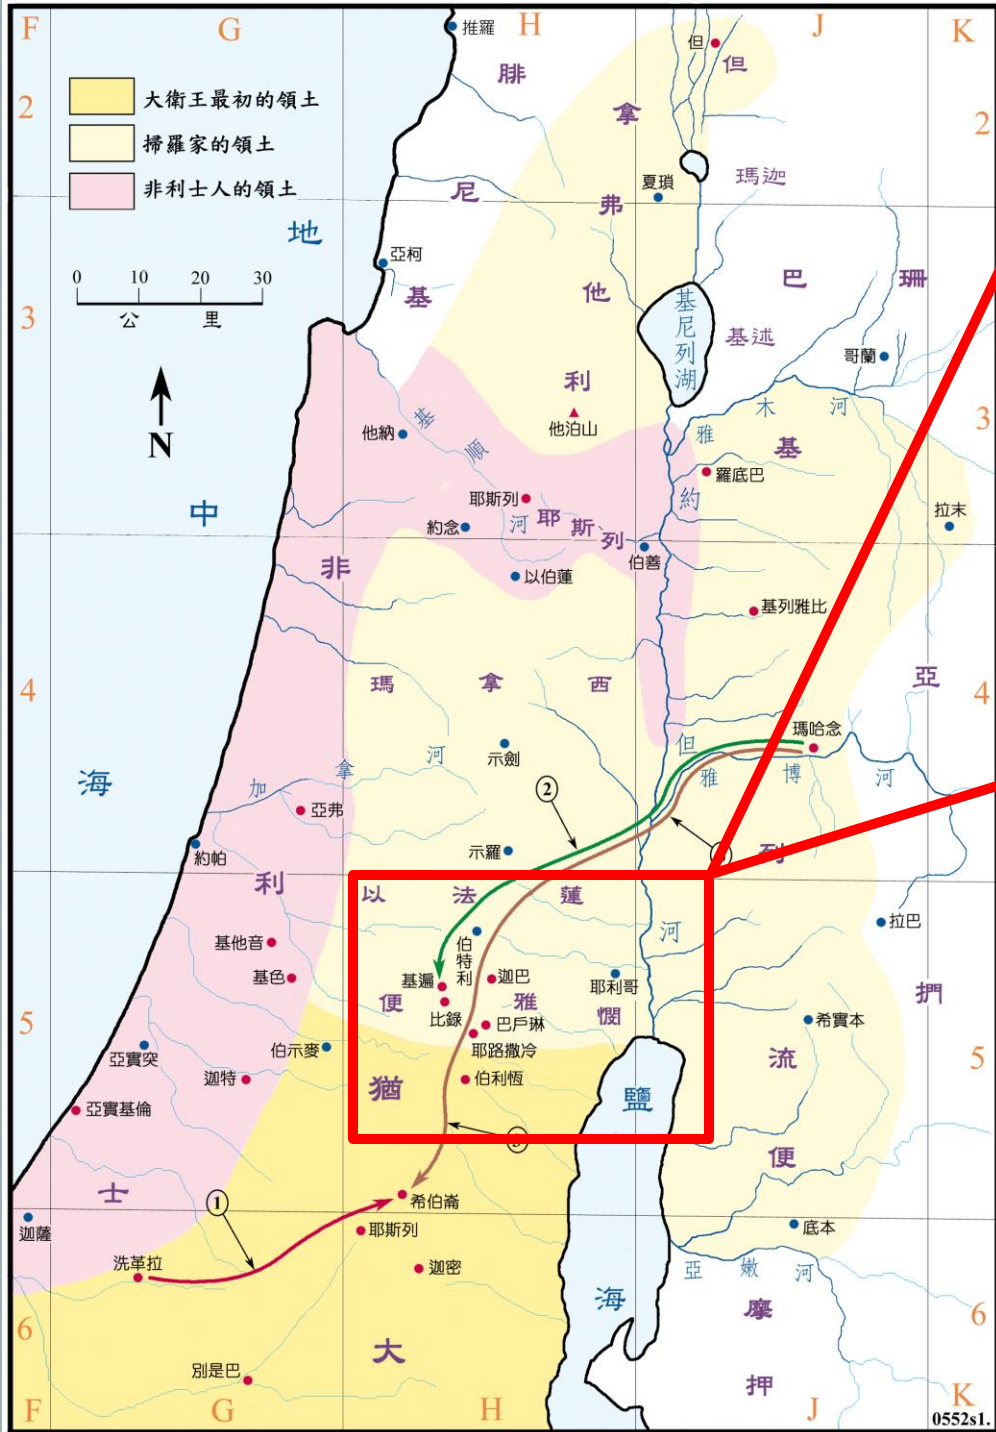 F G H J K
推羅
但
但
腓
2
大衛王最初的領土
拿
2
掃羅家的領土
夏瑣
瑪迦
非利士人的領土
尼
弗
地
亞柯
基
他
巴
珊
0 10 20 30
公里
基尼列湖
3
基述
哥蘭
利
他泊山
木河
3
N
他納
基順
雅
基
羅底巴
約
耶斯列
拉末
中
約念
河
耶斯列
伯善
非
以伯蓮
基列雅比
4
瑪拿西
亞
4
瑪哈念
示劍
但
雅博河
海
加拿河
亞弗
2
約帕
示羅
列
利
以法蓮
拉巴
伯特利
河
基他音
基色
基遍
迦巴
耶利哥
捫
便雅憫
比錄
巴戶琳
希實本
5
耶路撒冷
5
亞實突
伯示麥
流
迦特
伯利恆
猶
鹽
亞實基倫
3
便
士
1
希伯崙
迦薩
耶斯列
底本
洗革拉
迦密
亞嫩河
海
6
摩
6
大
別是巴
押
F G H J K
0552s1.